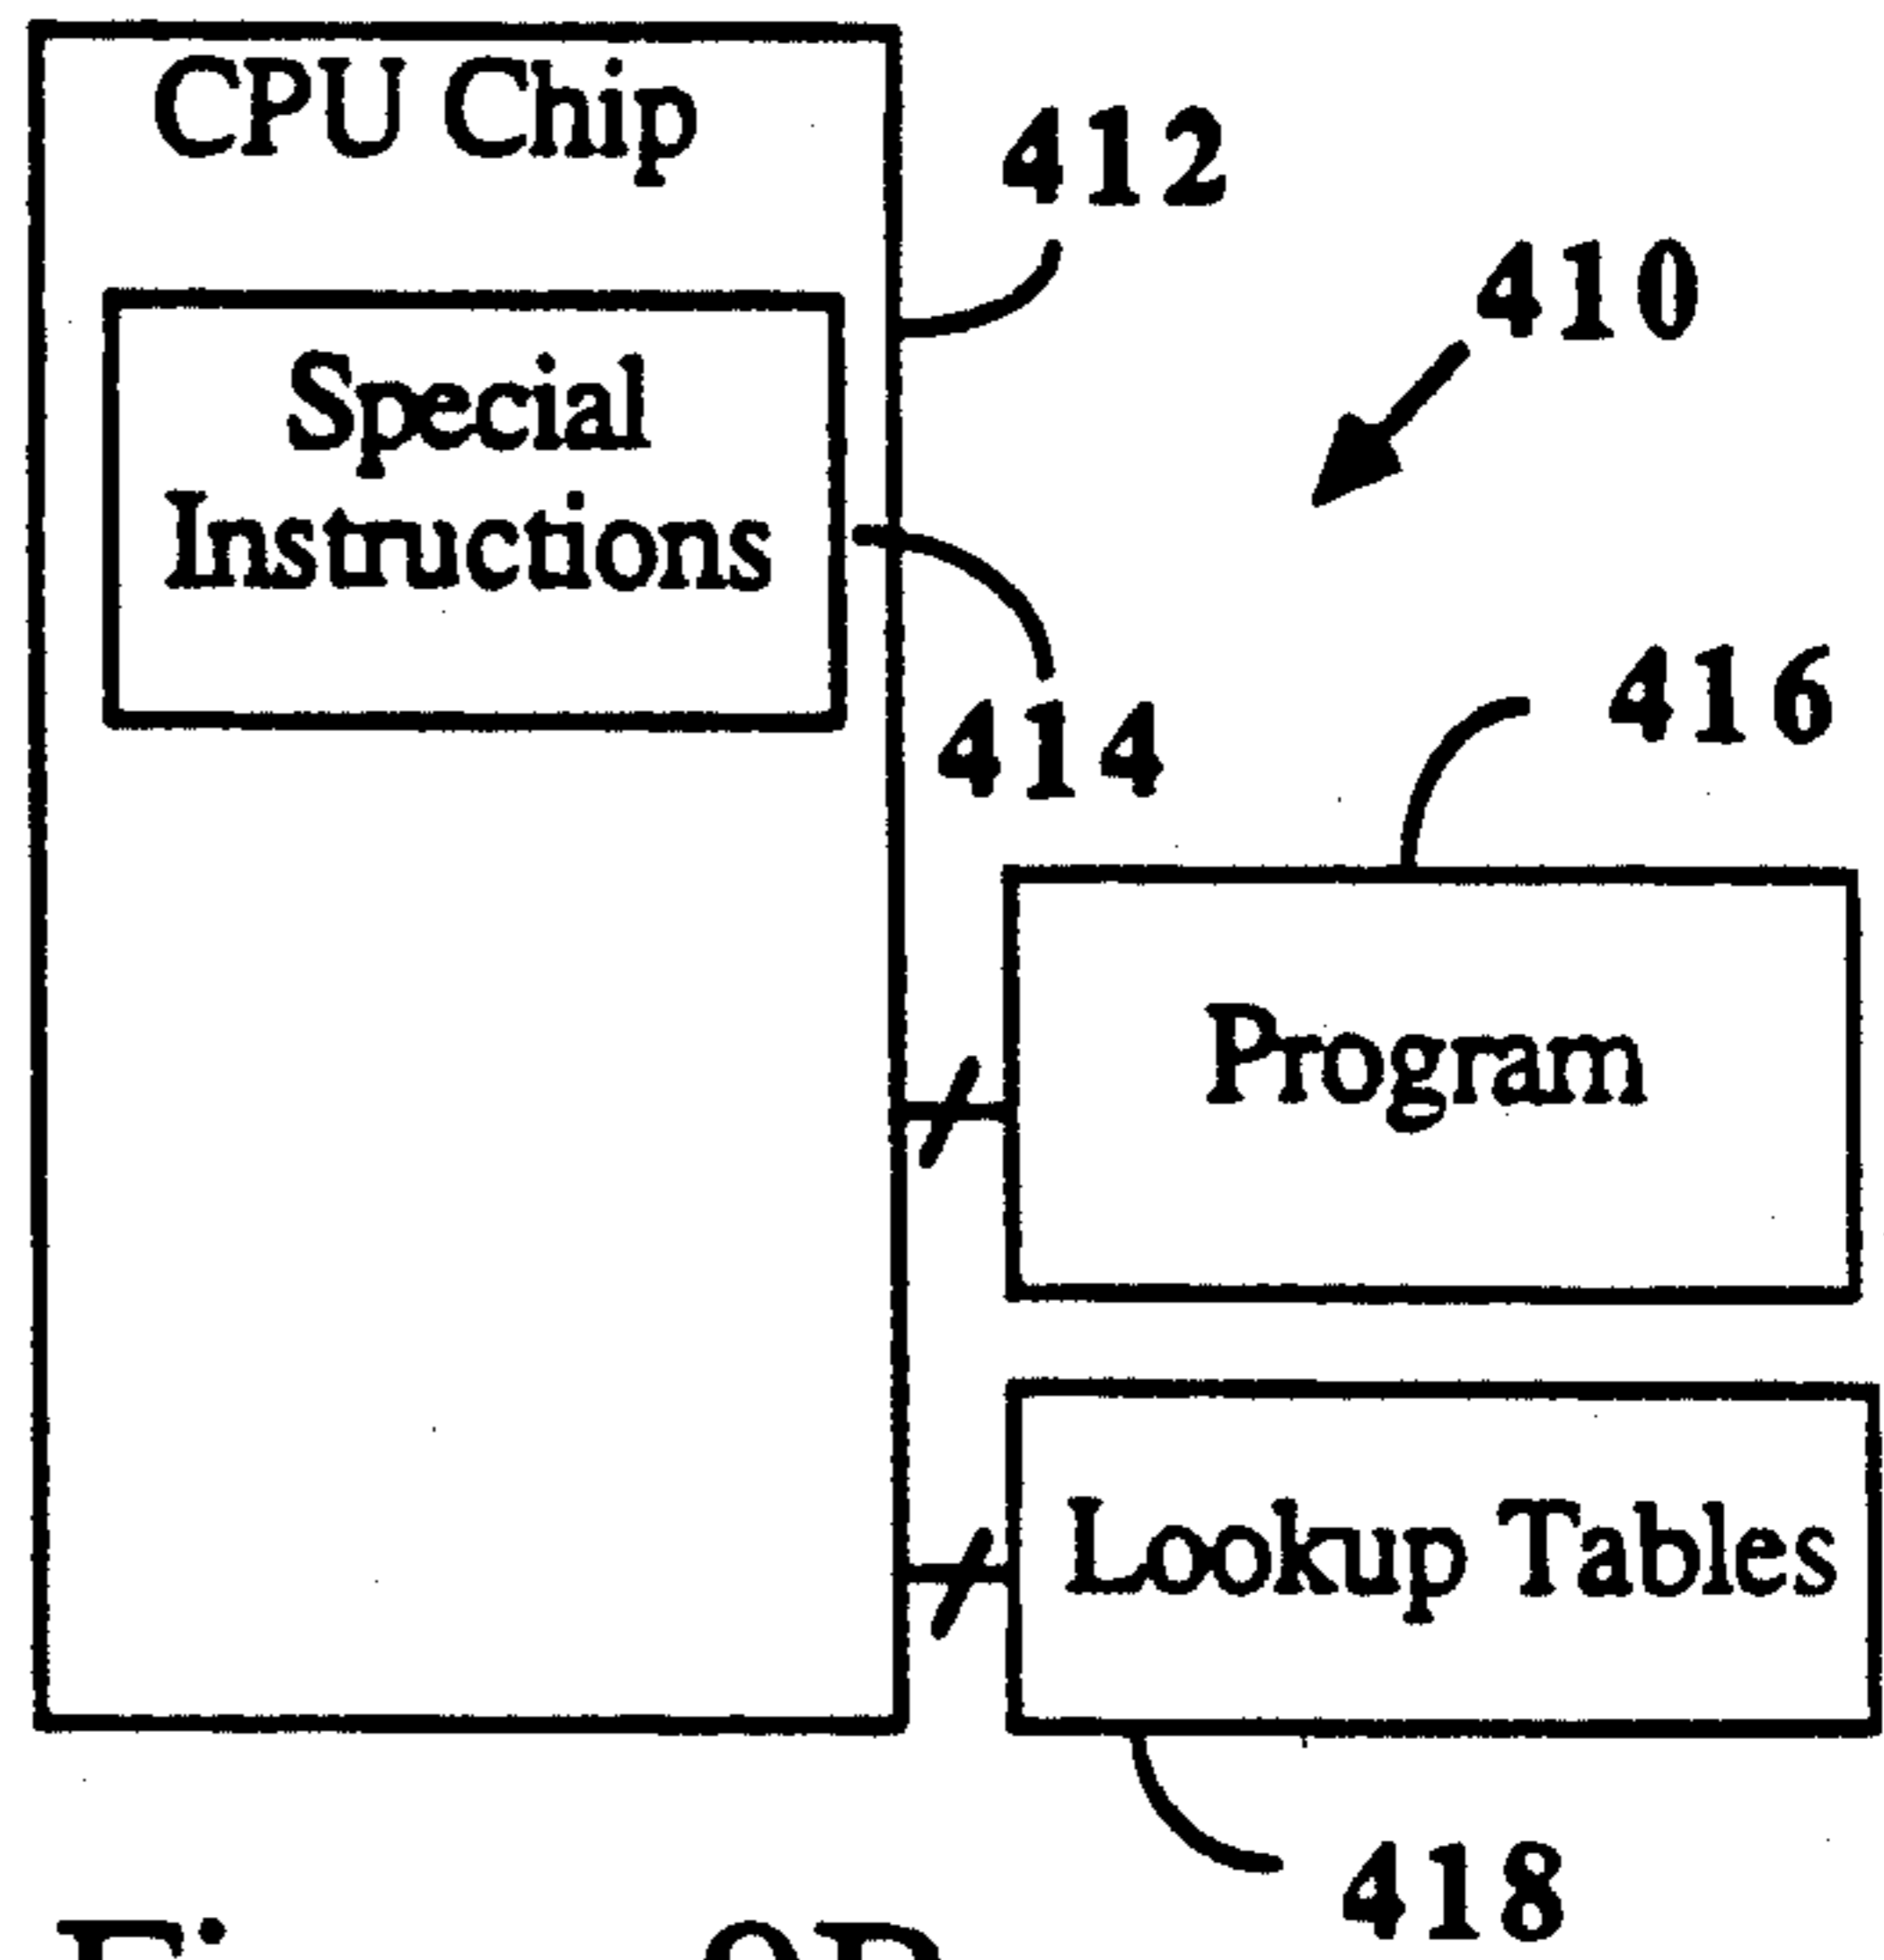 CPU Chip
412
410
Special
Instructions
414
416
Program
Lookup Tables
418